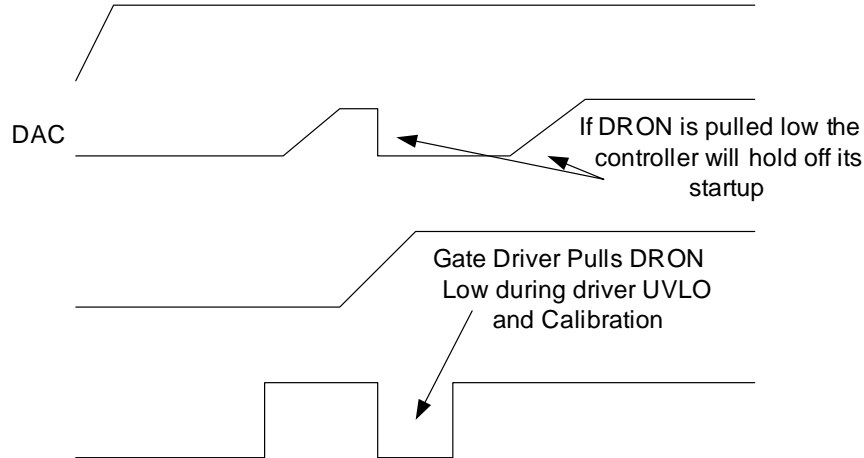 DAC
If DRON is pulled low the
controller will hold off its
startup
Gate Driver Pulls DRON
Low during driver UVLO
and Calibration